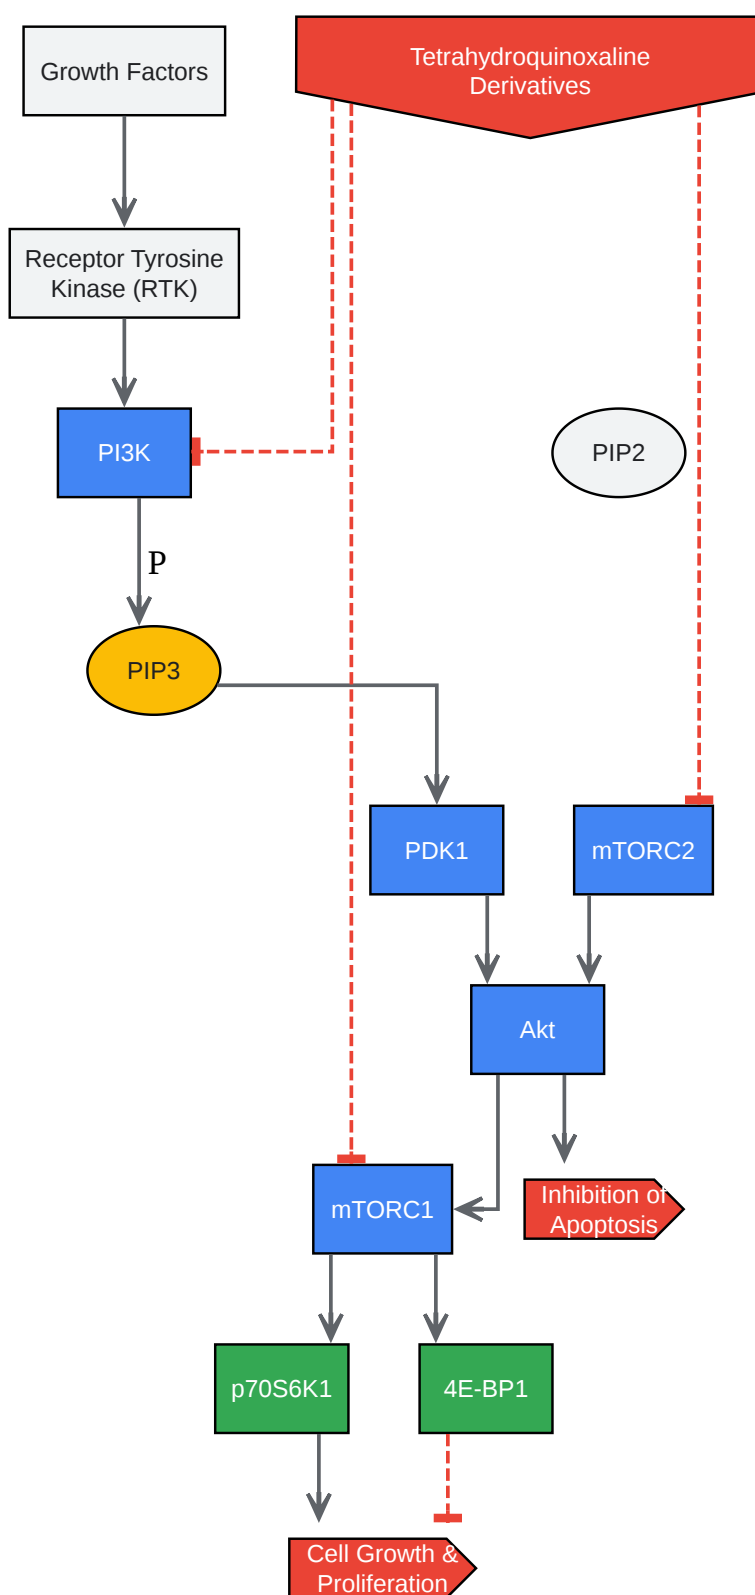 Growth Factors
Tetrahydroquinoxaline
Derivatives
Receptor Tyrosine
Kinase (RTK)
PI3K
PIP2
P
PIP3
PDK1
mTORC2
Akt
Inhibition of
Apoptosis
mTORC1
p70S6K1
4E-BP1
Cell Growth &
Proliferation